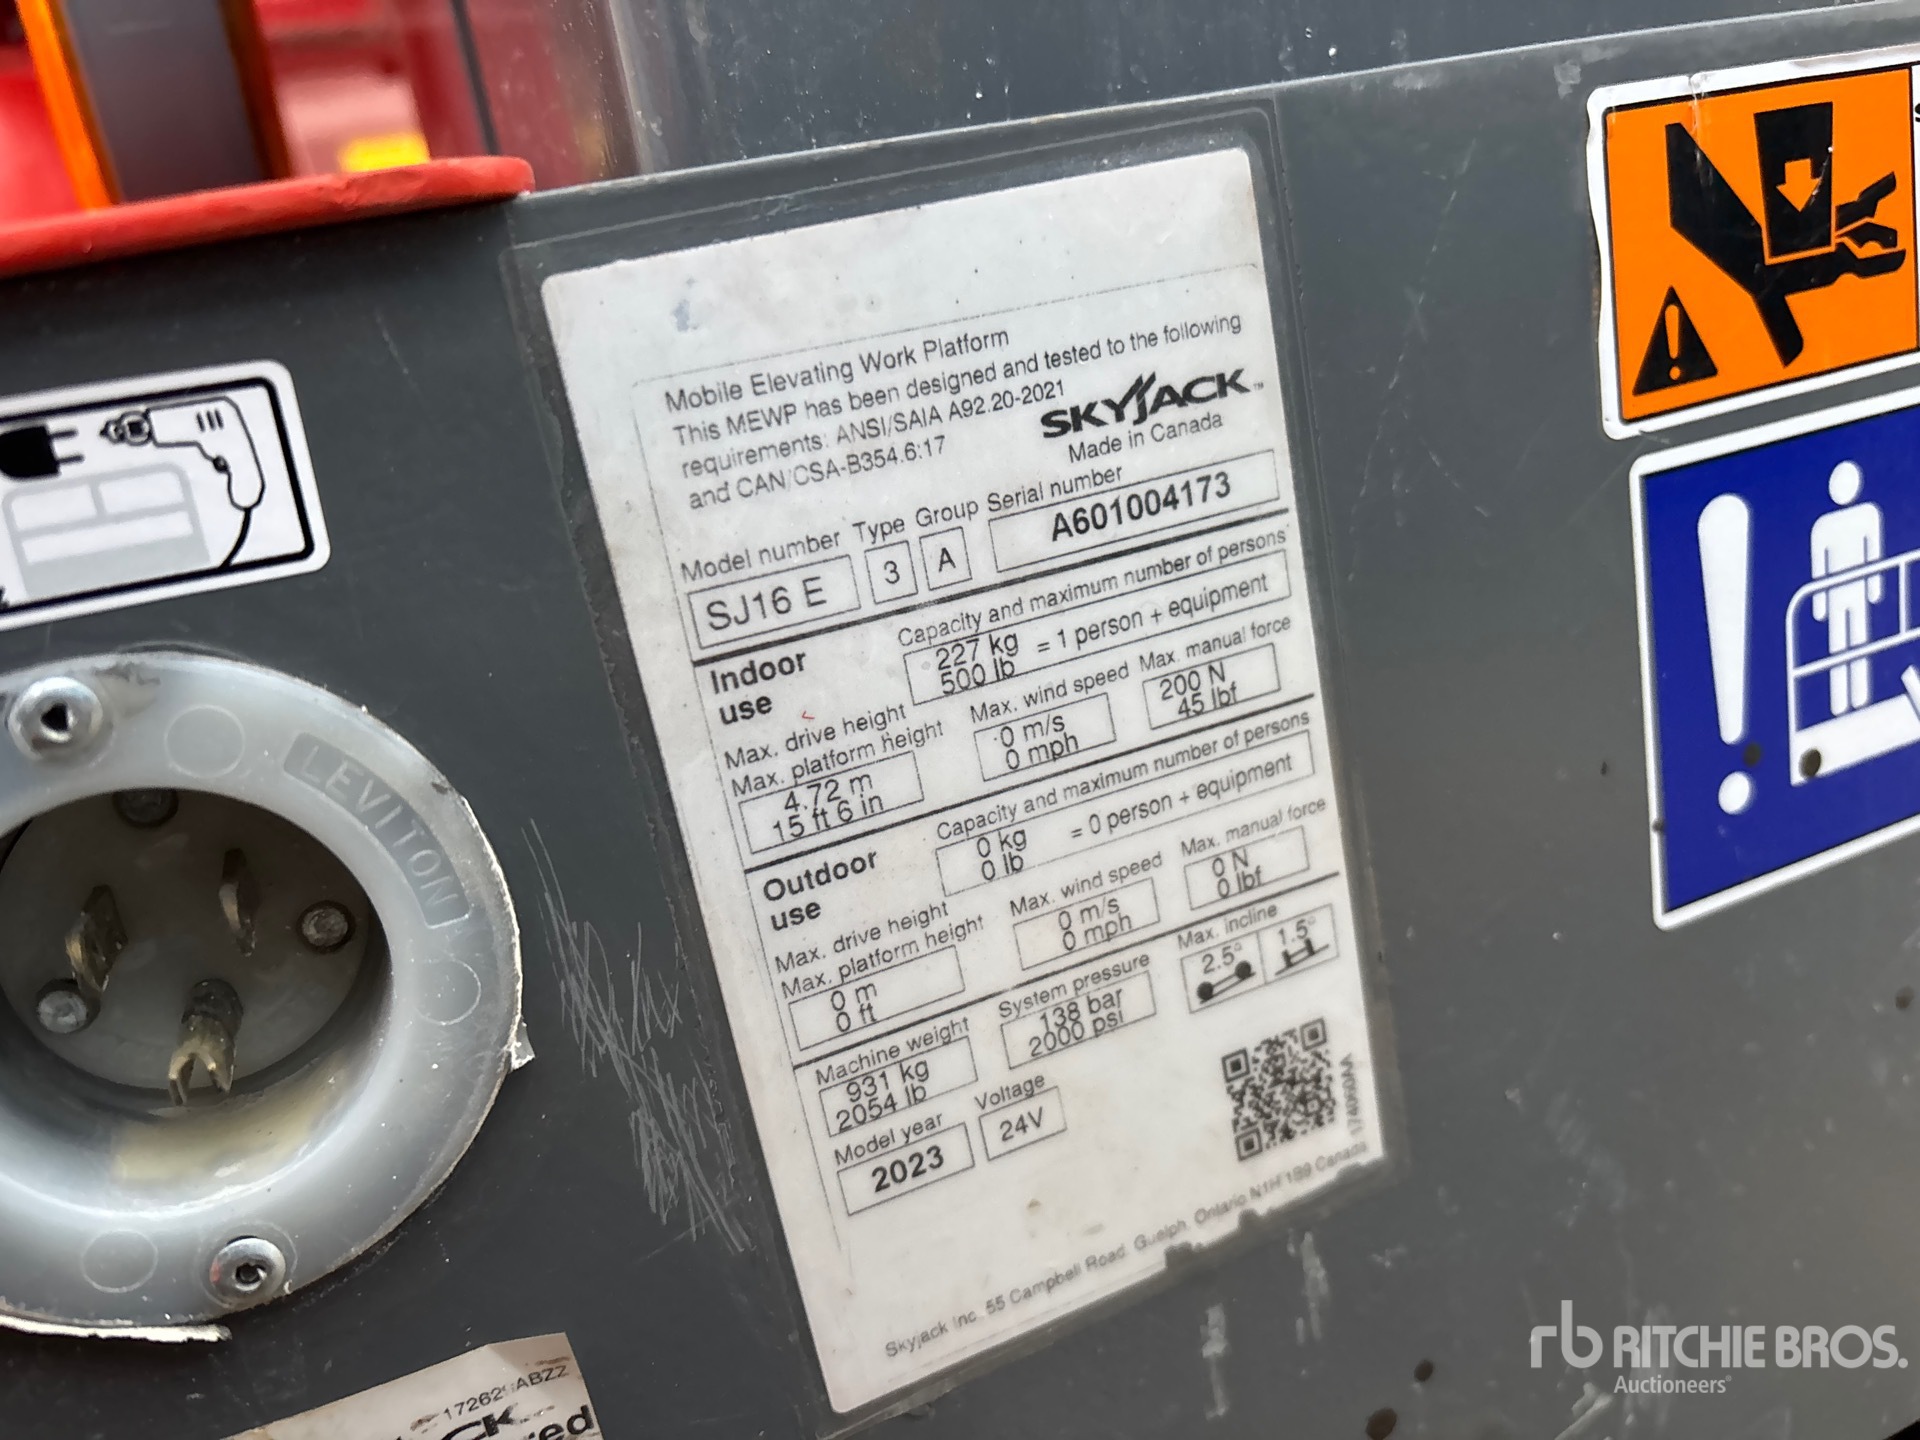 Mobile Elevating Work Platform
This MEWP has been designed and tested to the following
requirements: ANSI/SAIA A92.20-2021
and CAN/CSA-B354.6:17
SKYJACK
Made in Canada
Model number Type Group Serial number
SJ16 E 3 A A601004173
Indoor
use
Capacity and maximum number of persons
227 kg
500 lb
= 1 person + equipment
Max. drive height
Max. platform height
4.72 m
15 ft 6 in
Max. wind speed
0 m/s
0 mph
Max. manual force
200 N
45 lbf
Outdoor
use
Capacity and maximum number of persons
0 kg
0 lb
= 0 person + equipment
Max. drive height
Max. platform height
0 m
0 ft
Max. wind speed
0 m/s
0 mph
Max. manual force
0 N
0 lbf
Machine weight
931 kg
2054 lb
System pressure
138 bar
2000 psi
Max. incline
2.5° 1.5°
Model year
2023
Voltage
24V
Skyjack Inc. 55 Campbell Road Guelph, Ontario N1H 1B9 Canada
LEVITON
ABZZ
CK
red
rb RITCHIE BROS.
Auctioneers